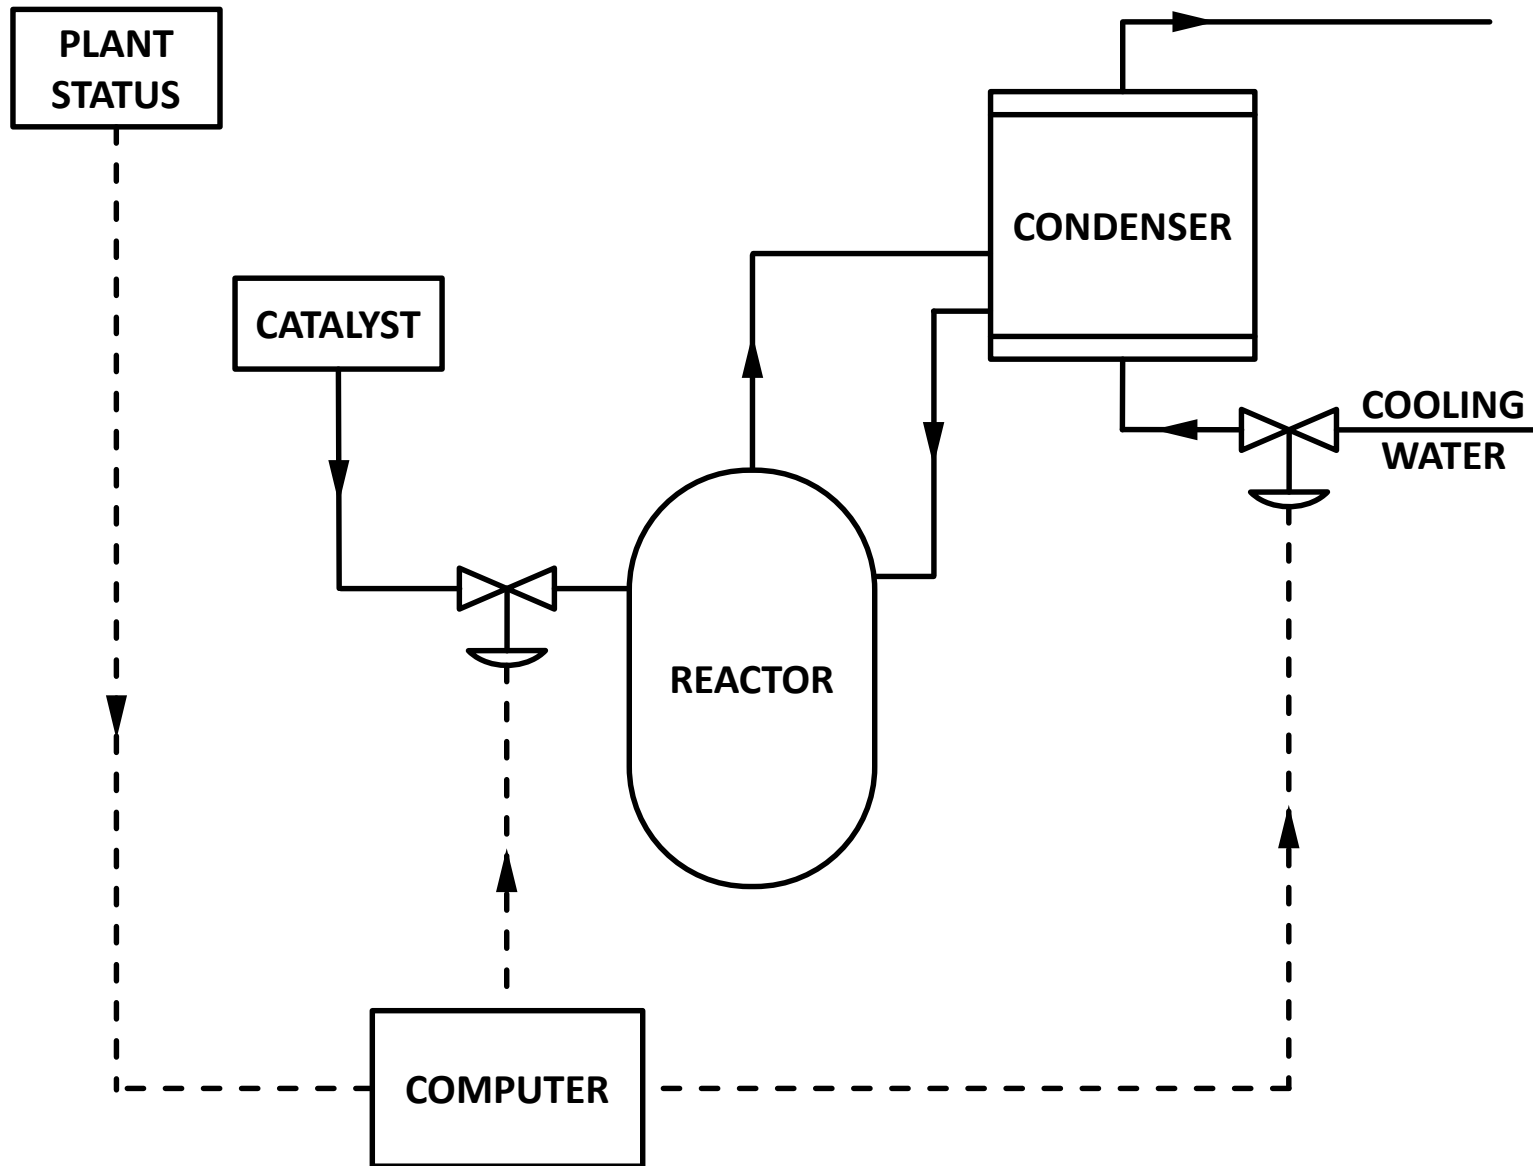 PLANT
STATUS
CONDENSER
CATALYST
COOLING
WATER
REACTOR
COMPUTER